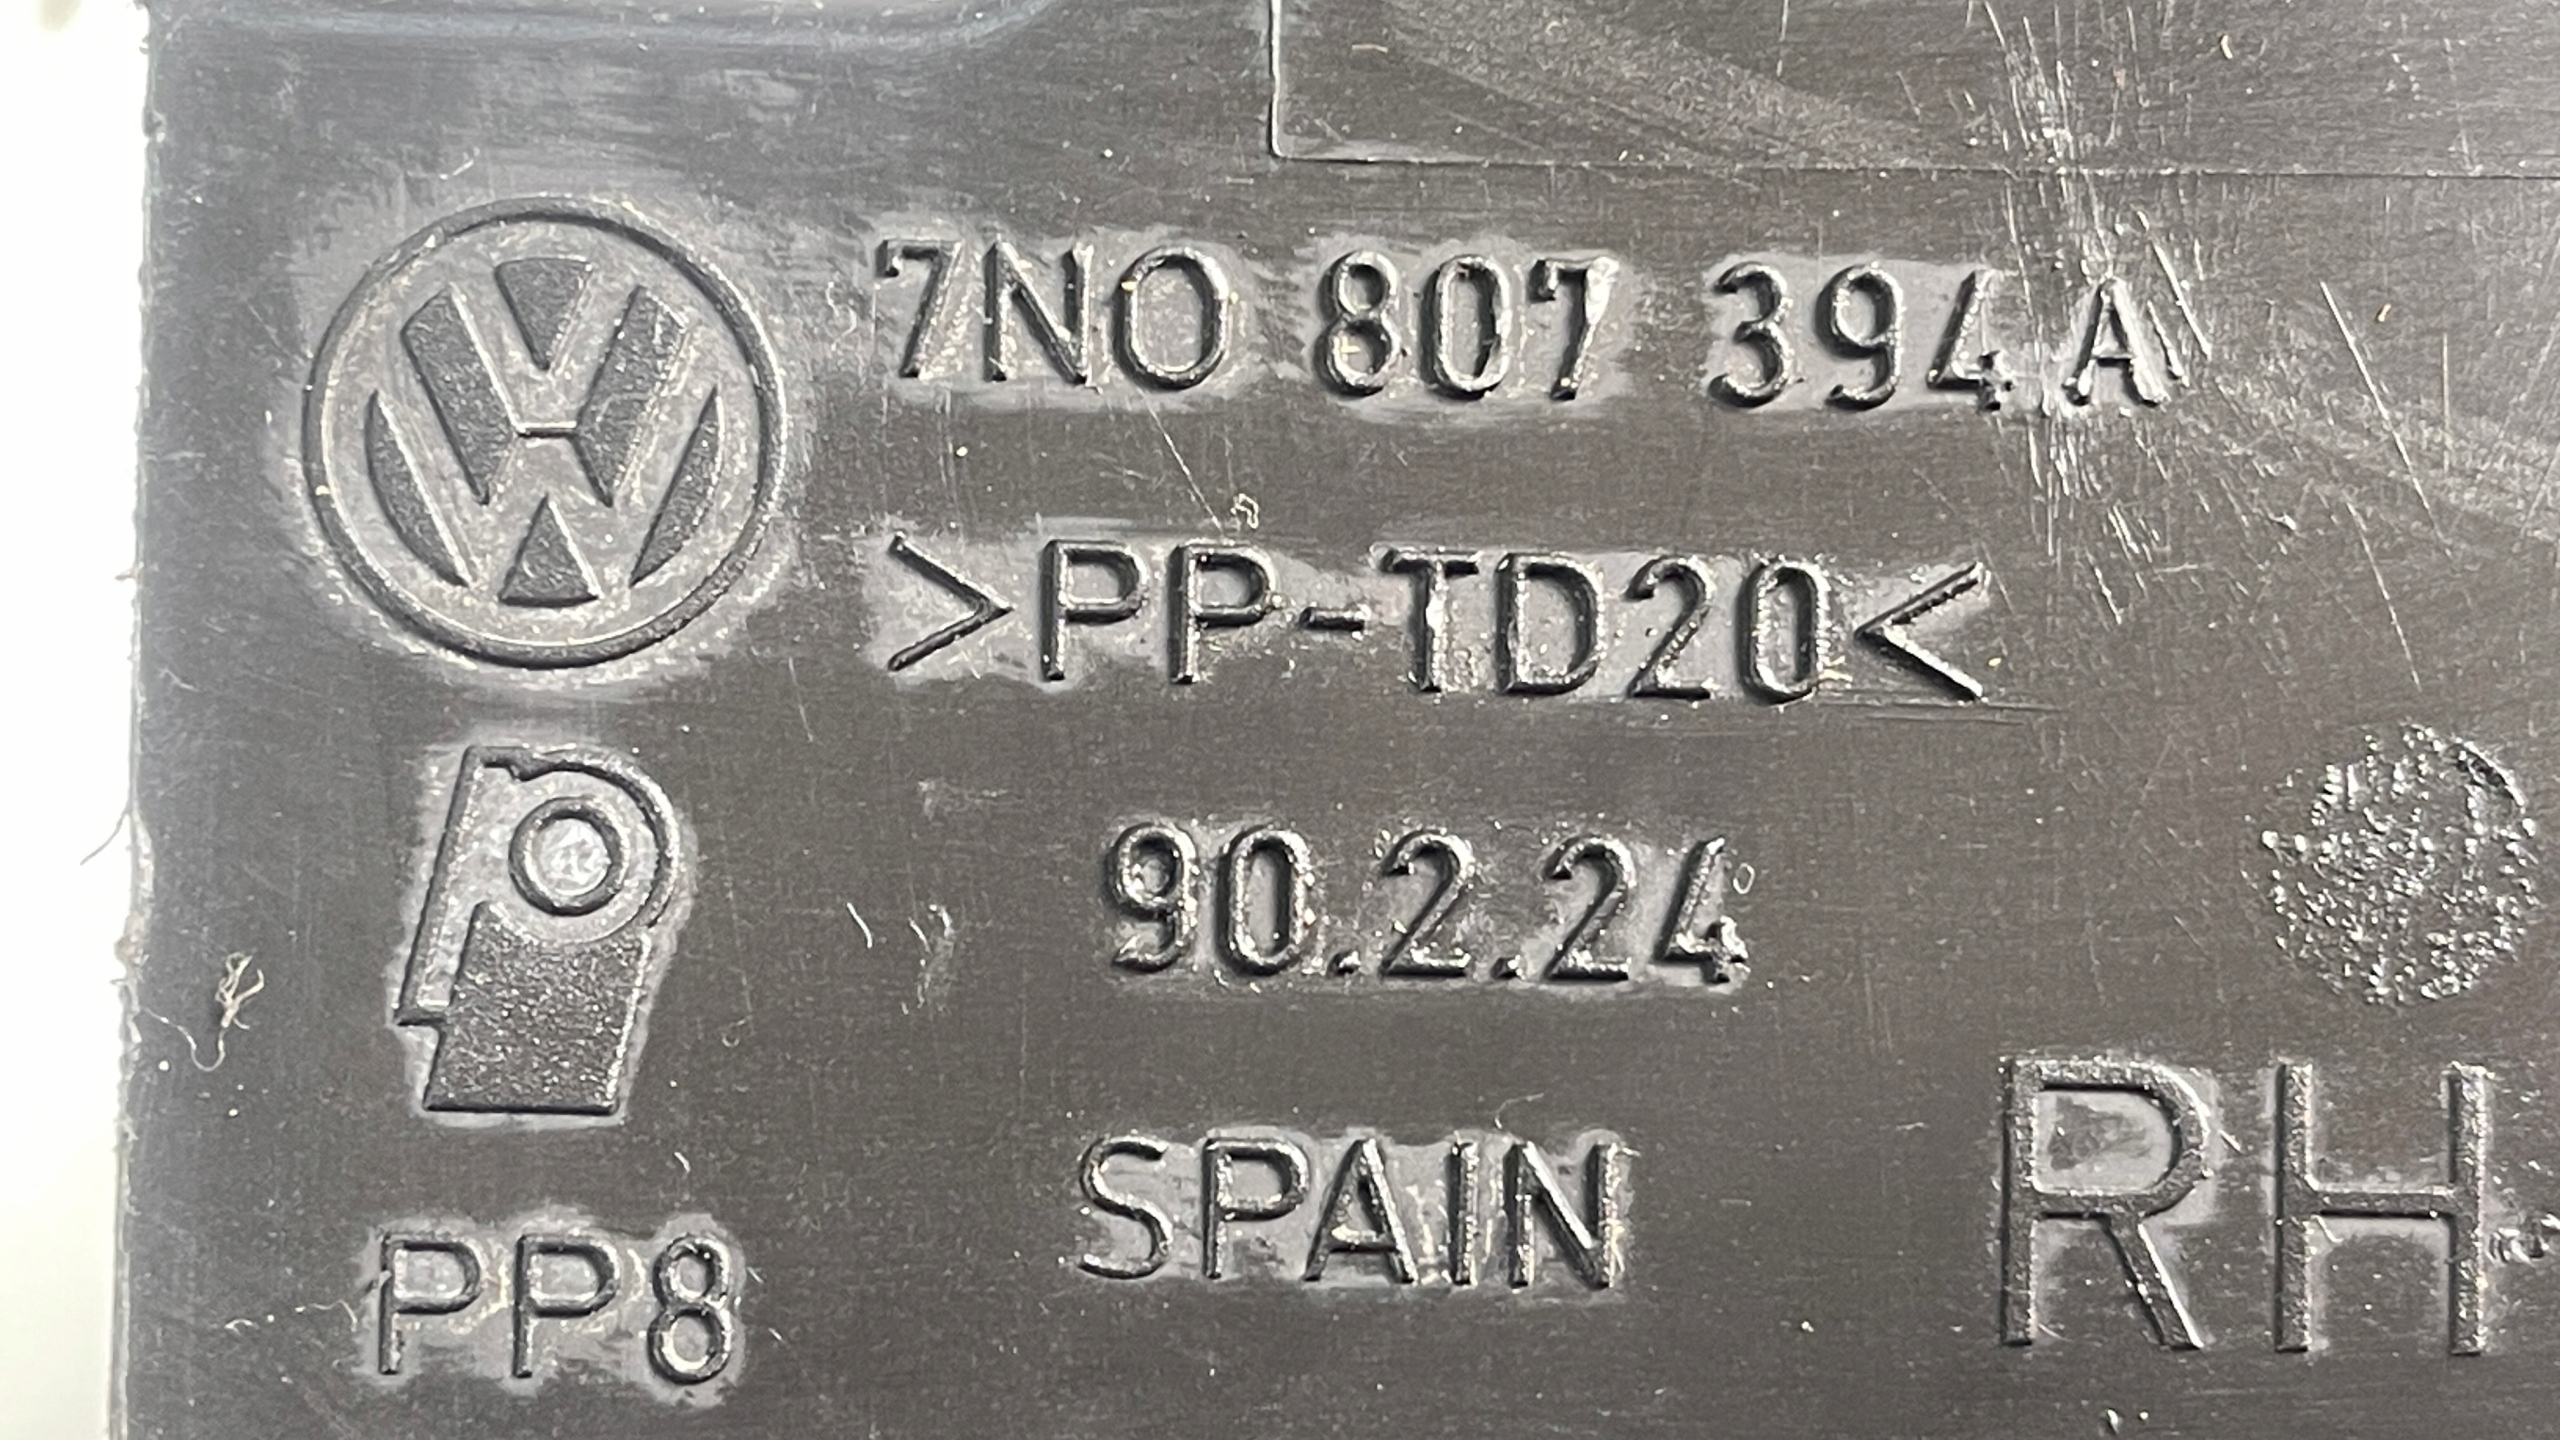 7N0 807 394 A
>PP-TD20<
90.2.24
SPAIN
RH
PP8